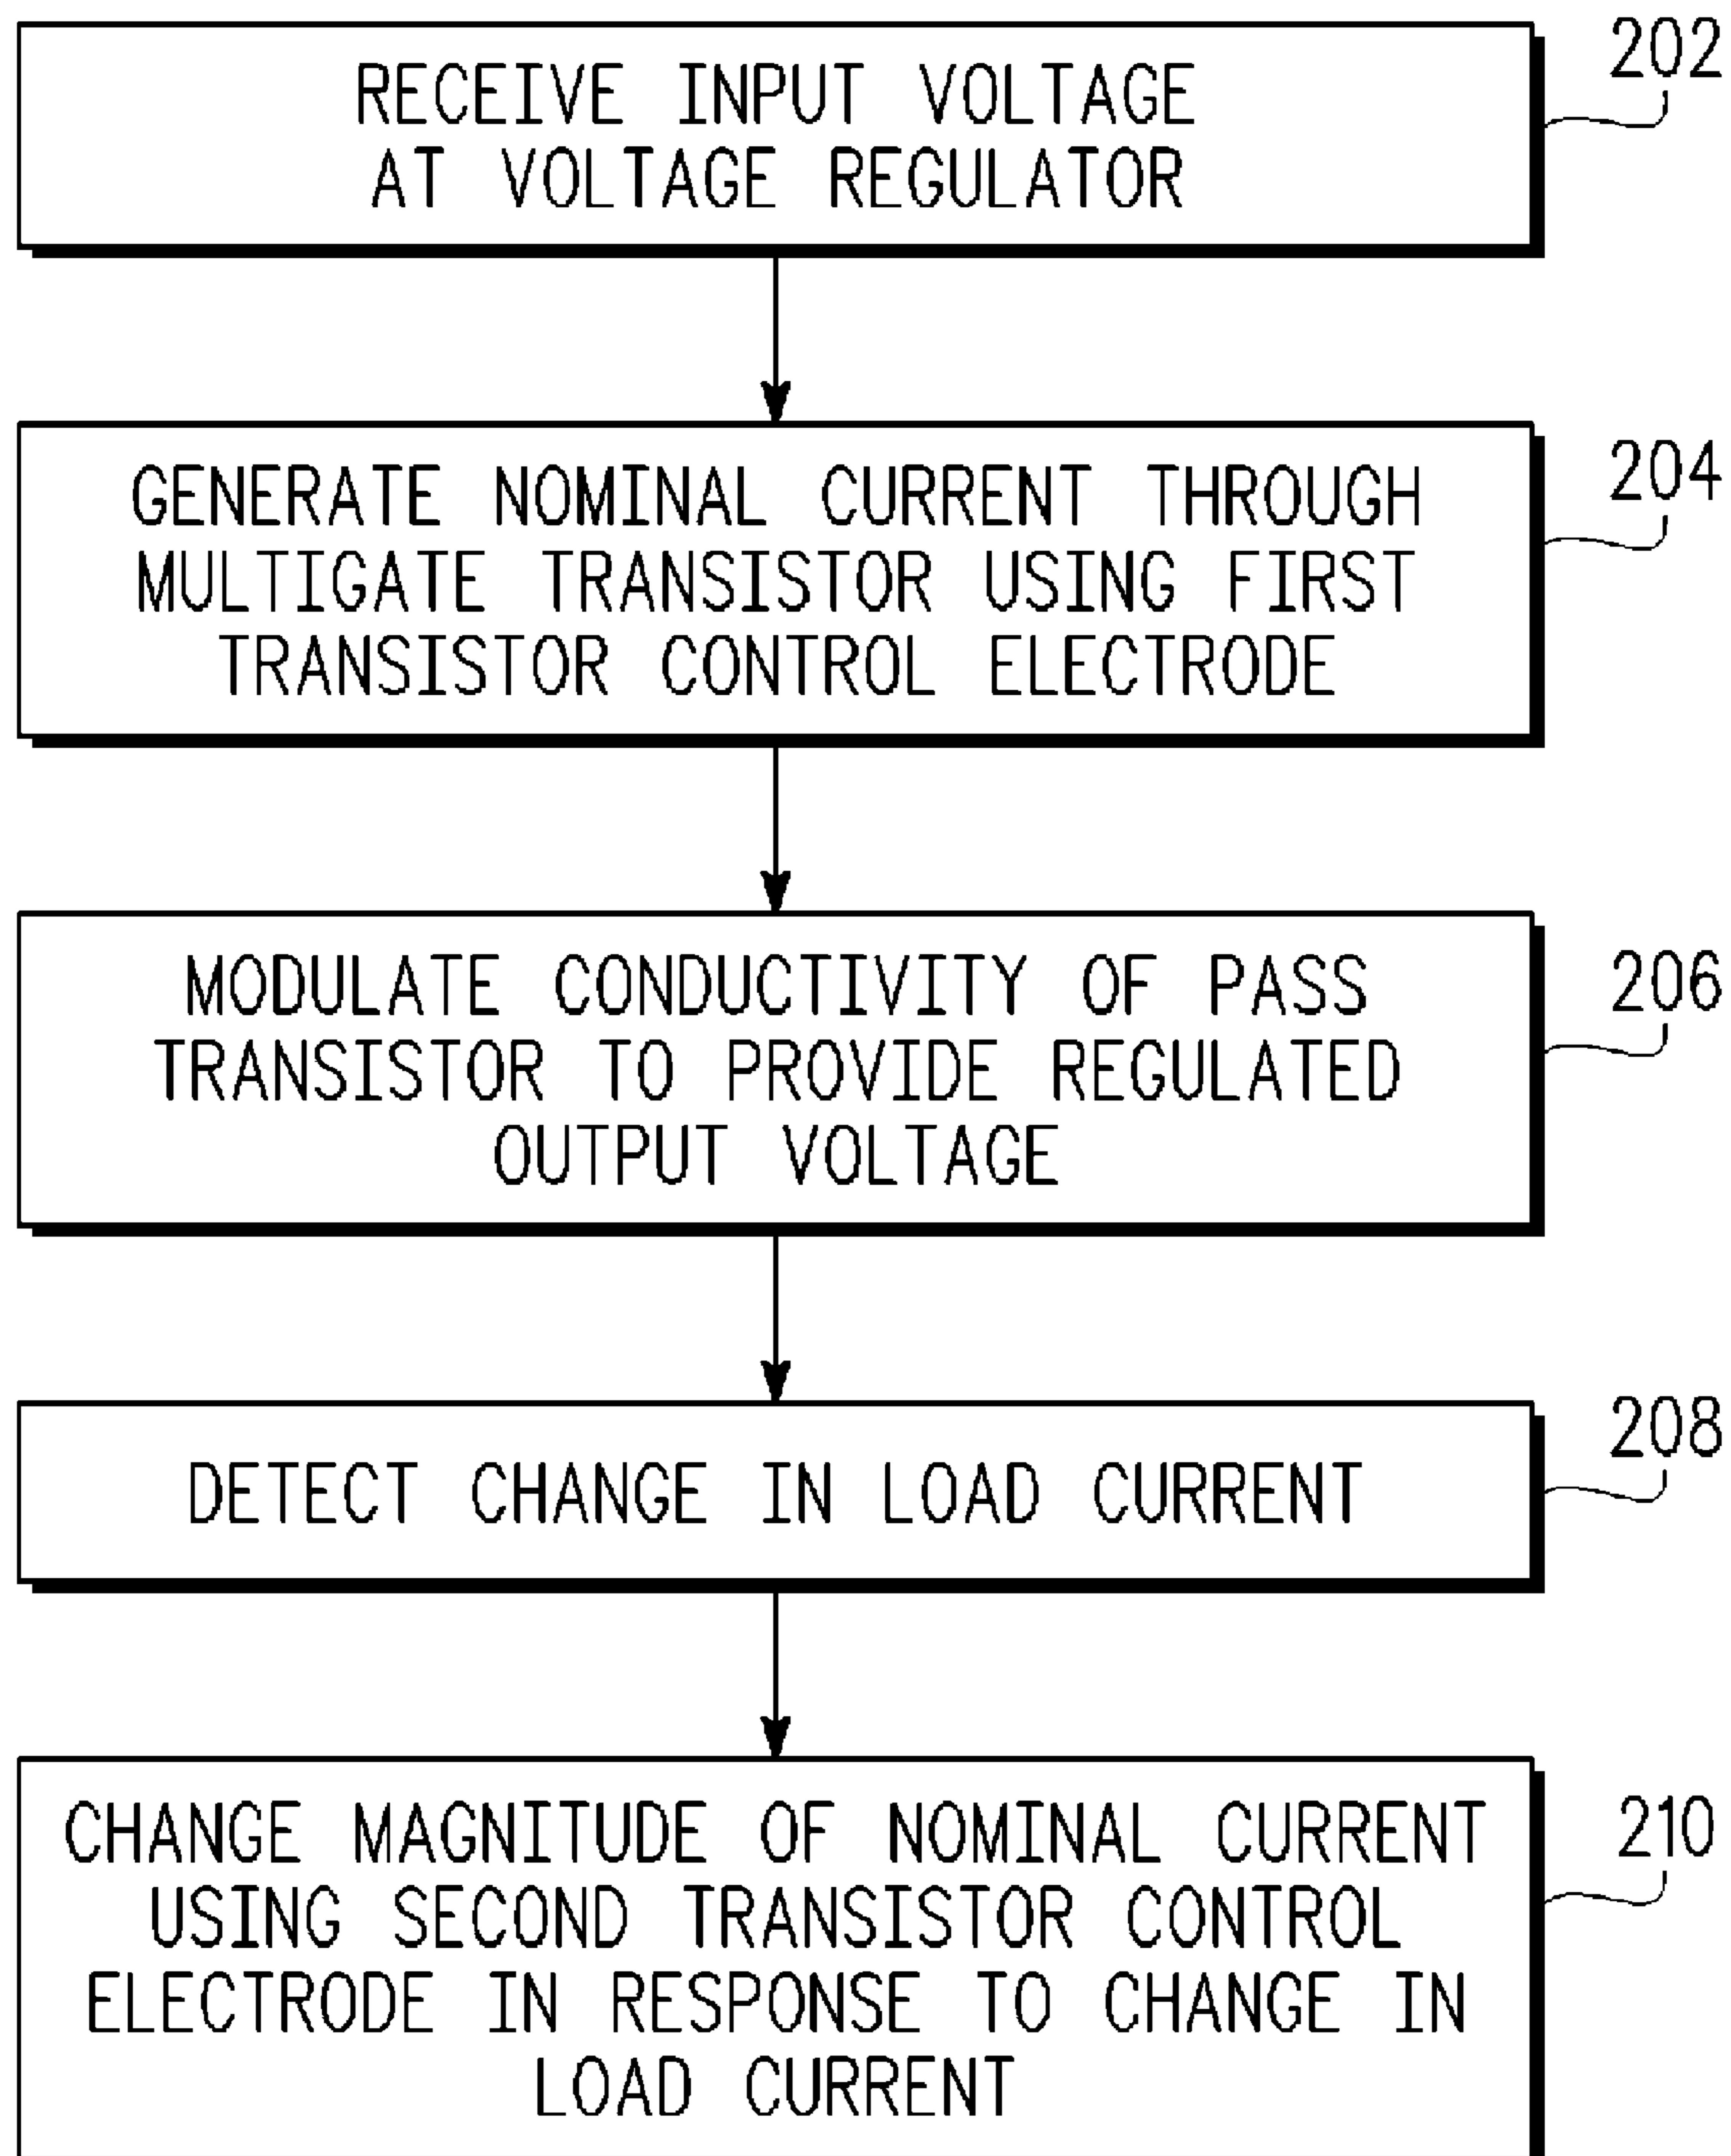 202
RECEIVE INPUT VOLTAGE
AT VOLTAGE REGULATOR
204
GENERATE NOMINAL CURRENT THROUGH
MULTIGATE TRANSISTOR USING FIRST
TRANSISTOR CONTROL ELECTRODE
206
MODULATE CONDUCTIVITY OF PASS
TRANSISTOR TO PROVIDE REGULATED
OUTPUT VOLTAGE
208
DETECT CHANGE IN LOAD CURRENT
210
CHANGE MAGNITUDE OF NOMINAL CURRENT
USING SECOND TRANSISTOR CONTROL
ELECTRODE IN RESPONSE TO CHANGE IN
LOAD CURRENT